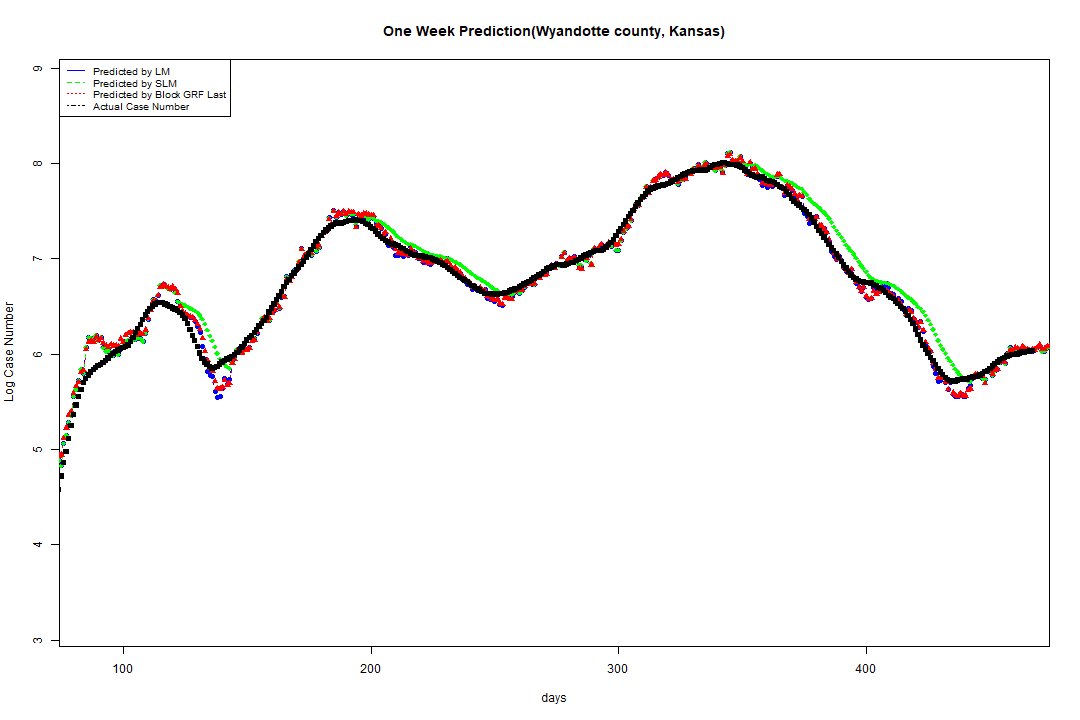 One Week Prediction(Wyandotte county, Kansas)
Predicted by LM
Predicted by SLM
Predicted by Block GRF Last
Actual Case Number
9
8
7
6
5
4
3
Log Case Number
100 200 300 400
days